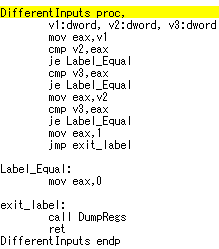 DifferentInputs proc,
v1:dword, v2:dword, v3:dword
mov eax,v1
cmp v2,eax
je Label_Equal
cmp v3,eax
je Label_Equal
mov eax,v2
cmp v3,eax
je Label_Equal
mov eax,1
jmp exit_label
Label_Equal:
mov eax,0
exit_label:
call DumpRegs
ret
DifferentInputs endp